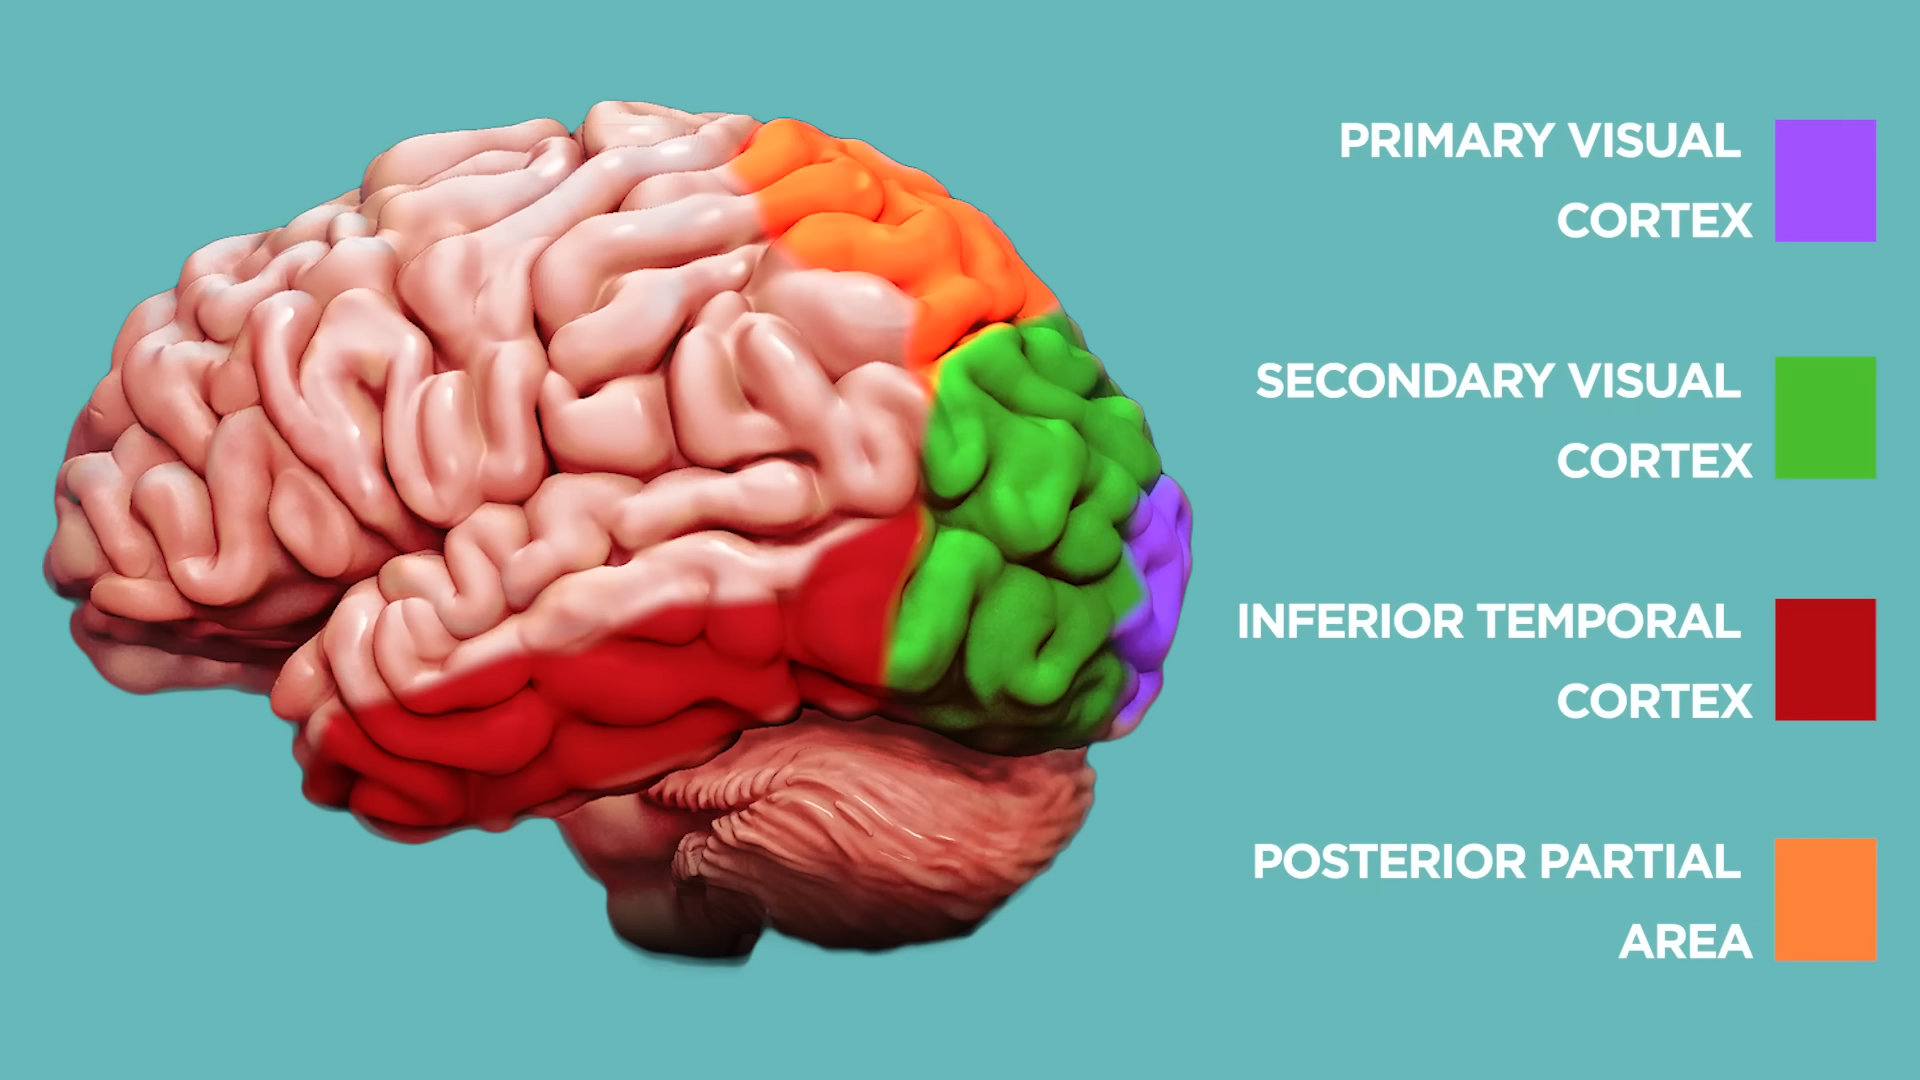 PRIMARY VISUAL
CORTEX
SECONDARY VISUAL
CORTEX
INFERIOR TEMPORAL
CORTEX
POSTERIOR PARTIAL
AREA